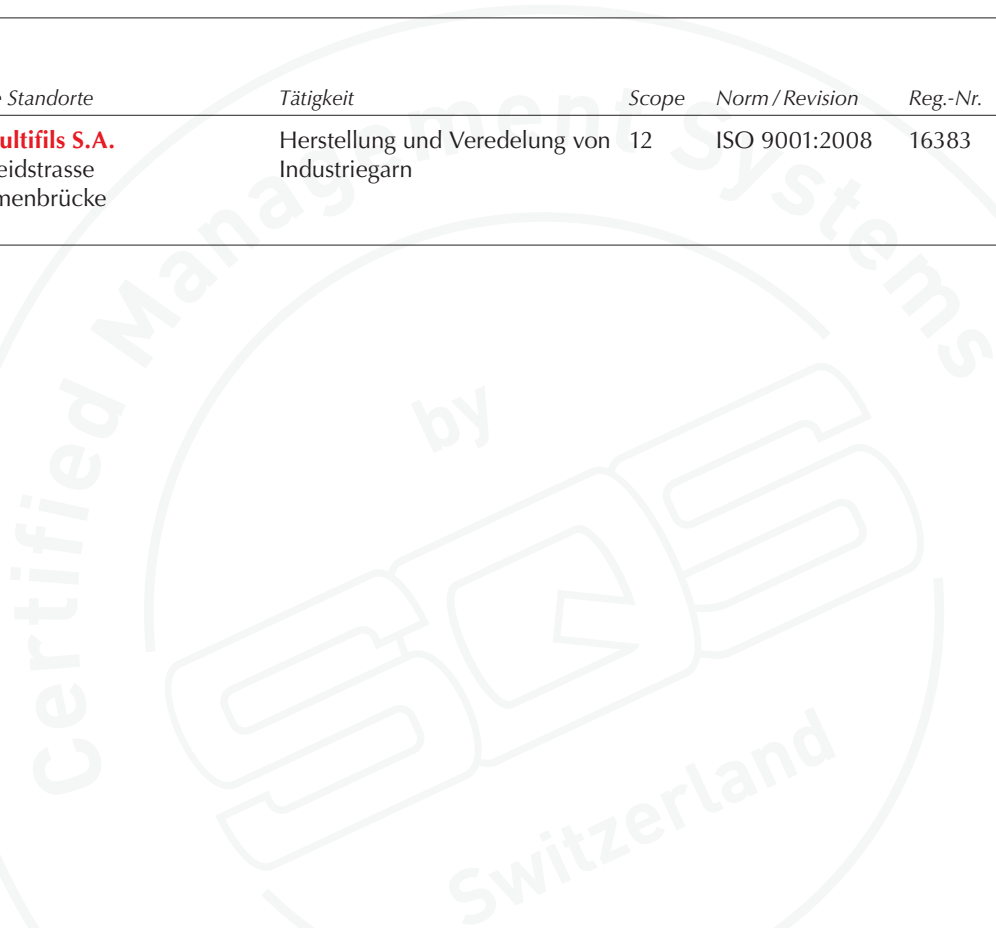 e Standorte Tätigkeit Scope Norm / Revision Reg.-Nr.
ultifils S.A. Herstellung und Veredelung von 12 ISO 9001:2008 16383
eidstrasse Industriegarn
menbrücke
Certified Management Systems
by
SQS
Switzerland